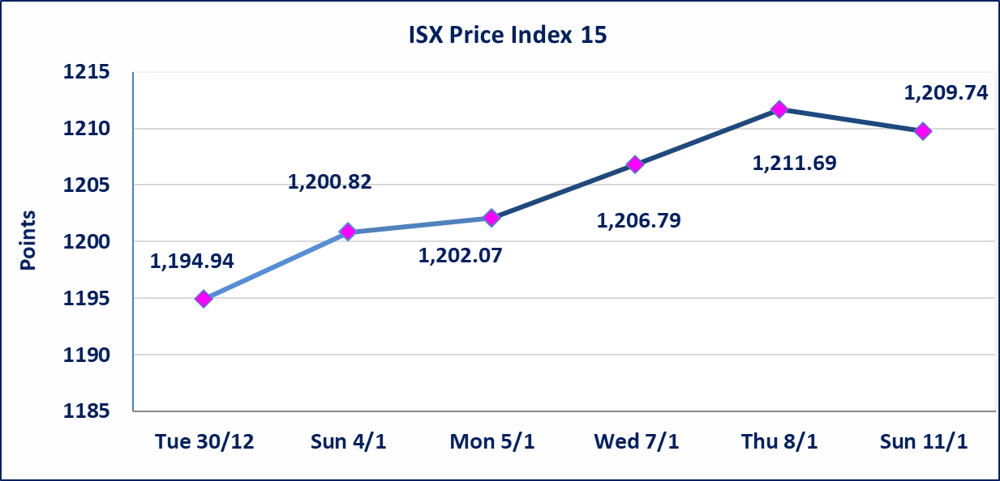 ISX Price Index 15
1215
1210
1205
1200
1195
1190
1185
Points
1,194.94
1,200.82
1,202.07
1,206.79
1,211.69
1,209.74
Tue 30/12
Sun 4/1
Mon 5/1
Wed 7/1
Thu 8/1
Sun 11/1